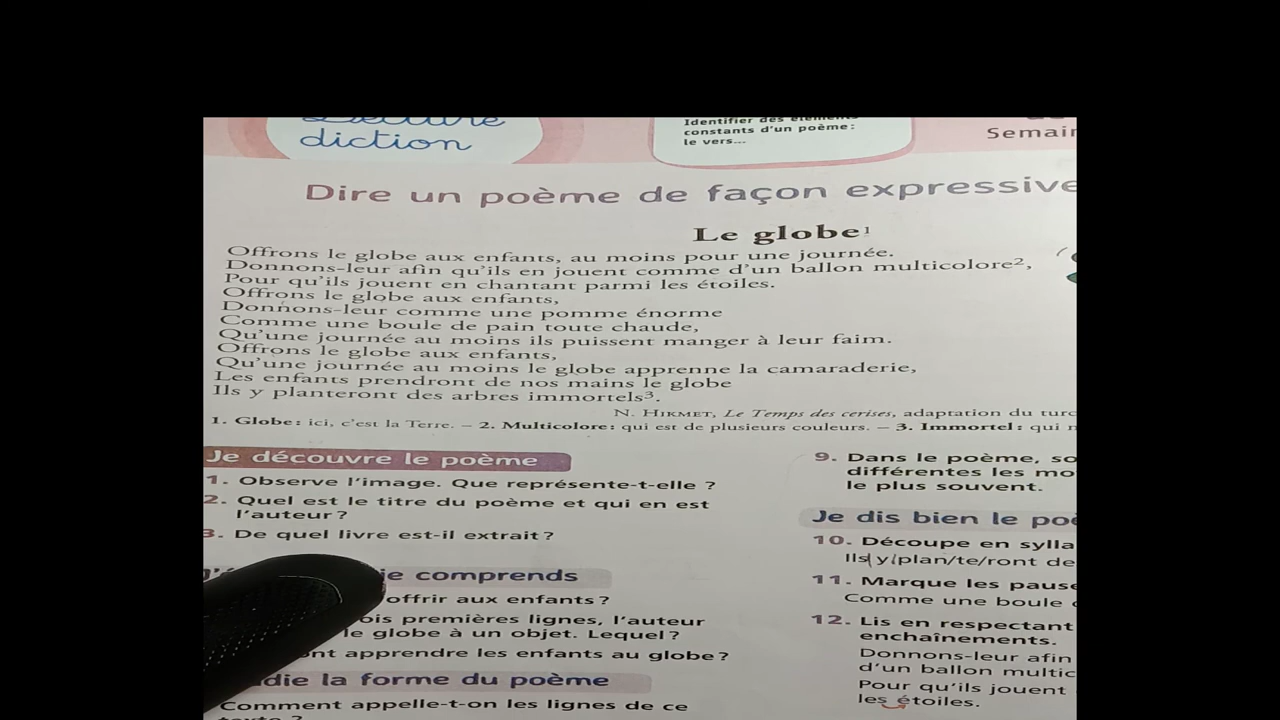 Lecture
diction
Identifier des éléments
constants d'un poème :
le vers...
Semain
Dire un poème de façon expressive
Le globe¹
Offrons le globe aux enfants, au moins pour une journée.
Donnons-leur afin qu'ils en jouent comme d'un ballon multicolore²,
Pour qu'ils jouent en chantant parmi les étoiles.
Offrons le globe aux enfants,
Donnons-leur comme une pomme énorme
Comme une boule de pain toute chaude,
Qu'une journée au moins ils puissent manger à leur faim.
Offrons le globe aux enfants,
Qu'une journée au moins le globe apprenne la camaraderie,
Les enfants prendront de nos mains le globe
Ils y planteront des arbres immortels³.
N. HIKMET, Le Temps des cerises, adaptation du turc
1. Globe : ici, c'est la Terre. – 2. Multicolore : qui est de plusieurs couleurs. – 3. Immortel : qui
Je découvre le poème
1. Observe l'image. Que représente-t-elle ?
2. Quel est le titre du poème et qui en est
l'auteur ?
3. De quel livre est-il extrait ?
je comprends
offrir aux enfants ?
premières lignes, l'auteur
le globe à un objet. Lequel ?
apprendre les enfants au globe ?
la forme du poème
Comment appelle-t-on les lignes de ce
texte ?
9. Dans le poème, so
différentes les mo
le plus souvent.
Je dis bien le poè
10. Découpe en sylla
Ils/y/plan/te/ront de
11. Marque les pause
Comme une boule
12. Lis en respectant
enchaînements.
Donnons-leur afin
d'un ballon multic
Pour qu'ils jouent
les étoiles.